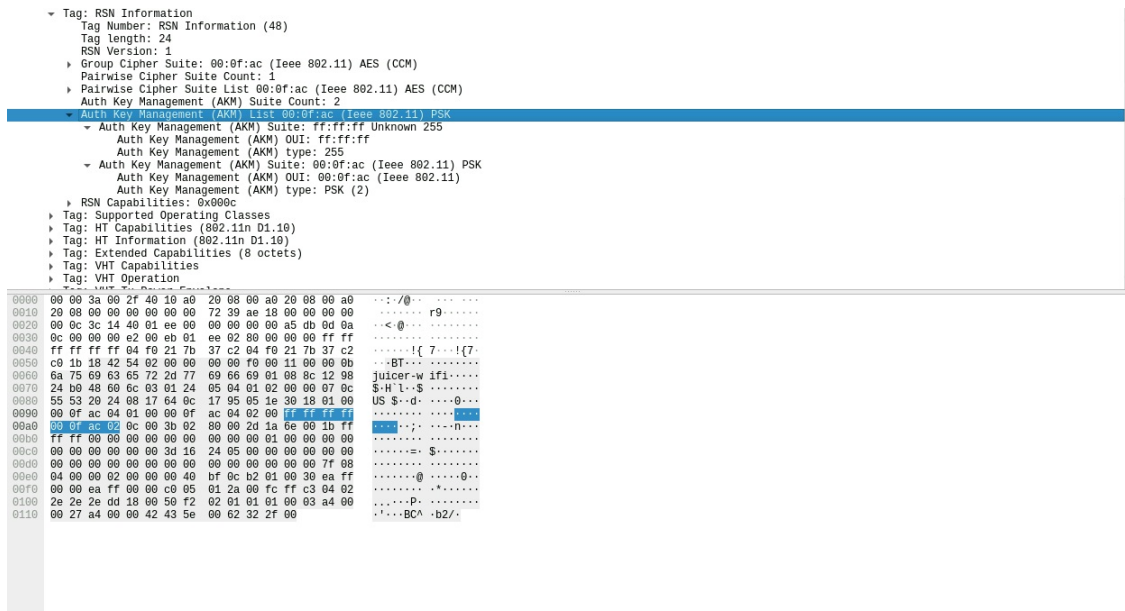 Tag: RSN Information
Tag Number: RSN Information (48)
Tag length: 24
RSN Version: 1
Group Cipher Suite: 00:0f:ac (Ieee 802.11) AES (CCM)
Pairwise Cipher Suite Count: 1
Pairwise Cipher Suite List 00:0f:ac (Ieee 802.11) AES (CCM)
Auth Key Management (AKM) Suite Count: 2
Auth Key Management (AKM) List 00:0f:ac (Ieee 802.11) PSK
Auth Key Management (AKM) Suite: ff:ff:ff Unknown 255
Auth Key Management (AKM) OUI: ff:ff:ff
Auth Key Management (AKM) type: 255
Auth Key Management (AKM) Suite: 00:0f:ac (Ieee 802.11) PSK
Auth Key Management (AKM) OUI: 00:0f:ac (Ieee 802.11)
Auth Key Management (AKM) type: PSK (2)
RSN Capabilities: 0x000c
Tag: Supported Operating Classes
Tag: HT Capabilities (802.11n D1.10)
Tag: HT Information (802.11n D1.10)
Tag: Extended Capabilities (8 octets)
Tag: VHT Capabilities
Tag: VHT Operation
0000 00 00 3a 00 2f 40 10 a0 20 08 00 a0 20 08 00 a0 ··:·/@·· ··· ···
0010 20 08 00 00 00 00 00 00 72 39 ae 18 00 00 00 00 ······· r9······
0020 00 0c 3c 14 40 01 ee 00 00 00 00 00 a5 db 0d 0a ··<·@··· ········
0030 0c 00 00 00 e2 00 eb 01 ee 02 80 00 00 00 ff ff ········ ········
0040 ff ff ff ff 04 f0 21 7b 37 c2 04 f0 21 7b 37 c2 ······!{ 7···!{7·
0050 c0 1b 18 42 54 02 00 00 00 00 f0 00 11 00 00 0b ···BT··· ········
0060 6a 75 69 63 65 72 2d 77 69 66 69 01 08 8c 12 98 juicer-w ifi·····
0070 24 b0 48 60 6c 03 01 24 05 04 01 02 00 00 07 0c $·H`l··$ ········
0080 55 53 20 24 08 17 64 0c 17 95 05 1e 30 18 01 00 US $··d· ····0···
0090 00 0f ac 04 01 00 00 0f ac 04 02 00 ff ff ff ff ········ ········
00a0 00 0f ac 02 0c 00 3b 02 80 00 2d 1a 6e 00 1b ff ······;· ··-·n···
00c0 ff ff 00 00 00 00 00 00 00 00 00 01 00 00 00 00 ········ ········
00c0 00 00 00 00 00 00 3d 16 24 05 00 00 00 00 00 00 ······=· $·······
00d0 00 00 00 00 00 00 00 00 00 00 00 00 00 00 7f 08 ········ ········
00e0 04 00 00 02 00 00 00 40 bf 0c b2 01 00 30 ea ff ·······@ ·····0··
00f0 00 00 ea ff 00 00 c0 05 01 2a 00 fc ff c3 04 02 ········ ·*······
0100 2e 2e 2e dd 18 00 50 f2 02 01 01 01 00 03 a4 00 ...···P· ········
0110 00 27 a4 00 00 42 43 5e 00 62 32 2f 00 ·'···BC^ ·b2/·